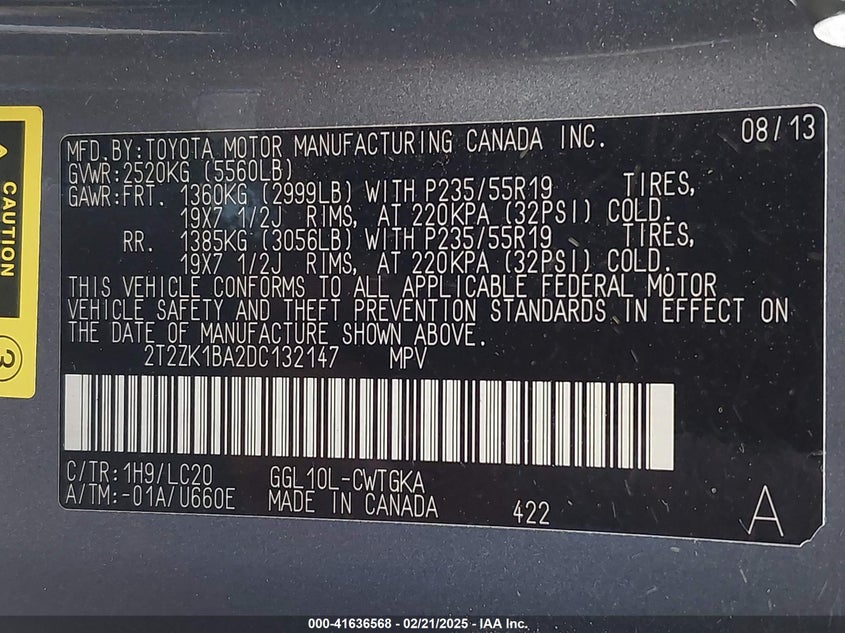 CAUTION
3
MFD.BY:TOYOTA MOTOR MANUFACTURING CANADA INC. 08/13
GVWR:2520KG (5560LB)
GAWR:FRT. 1360KG (2999LB) WITH P235/55R19 TIRES,
19X7 1/2J RIMS, AT 220KPA (32PSI) COLD.
RR. 1385KG (3056LB) WITH P235/55R19 TIRES,
19X7 1/2J RIMS, AT 220KPA (32PSI) COLD.
THIS VEHICLE CONFORMS TO ALL APPLICABLE FEDERAL MOTOR
VEHICLE SAFETY AND THEFT PREVENTION STANDARDS IN EFFECT ON
THE DATE OF MANUFACTURE SHOWN ABOVE.
2T2ZK1BA2DC132147 MPV
C/TR:1H9/LC20 GGL10L-CWTGKA
A/TM:-01A/U660E MADE IN CANADA 422 A
000-41636568 - 02/21/2025 - IAA Inc.